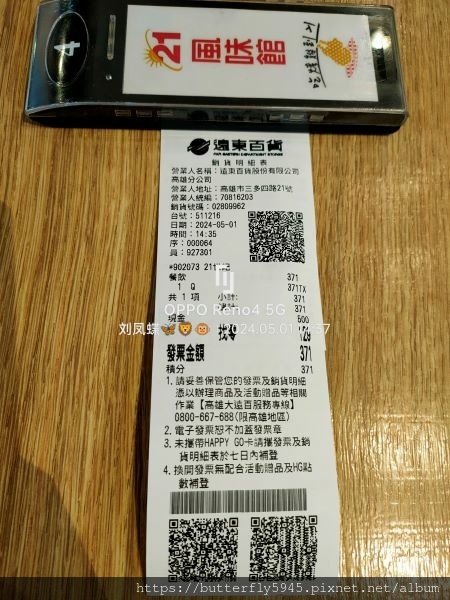 4
21
風味館
遠東百貨
FAR EASTERN DEPARTMENT STORES
銷貨明細表
營業人名稱：遠東百貨股份有限公司
高雄分公司
營業人地址：高雄市三多四路21號
營業人統編：70816203
銷貨號碼：02809962
台號：511216
日期：2024-05-01
時間：14:35
序：000064
員：927301
*902073 21
餐飲 371
1 Q 371TX
共 1 項 小計: 371
371
現金 500
找零 129
發票金額 371
積分 371
OPPO Reno4 5G
刘凤蝶 2024.05.01
1.請妥善保管您的發票及銷貨明細
憑以辦理商品及活動贈品等相關
作業【高雄大遠百服務專線】
0800-667-688(限高雄地區)
2.電子發票恕不加蓋發票章
3.未攜帶HAPPY GO卡請攜發票及銷
貨明細表於七日內補登
4.換開發票無配合活動贈品及HG點
數補登
https://butterfly5945.pixnet.net/album